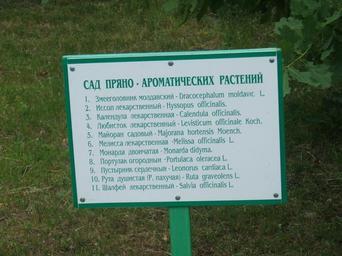 САД ПРЯНО - АРОМАТИЧЕСКИХ РАСТЕНИЙ
1. Змееголовник молдавский - Dracocephalum moldavic. L.
2. Иссоп лекарственный - Hyssopus officinalis.
3. Календула лекарственная - Calendula officinalis.
4. Любисток лекарственный - Levisticum officinale. Koch.
5. Майоран садовый - Majorana hortensis Moench.
6. Мелисса лекарственная - Melissa officinalis L.
7. Монарда двойчатая - Monarda didyma.
8. Портулак огородный - Portulaca oleracea L.
9. Пустырник сердечный - Leonorus cardiaca L.
10. Рута душистая (Р. пахучая) - Ruta graveolens L.
11. Шалфей лекарственный - Salvia officinalis L.